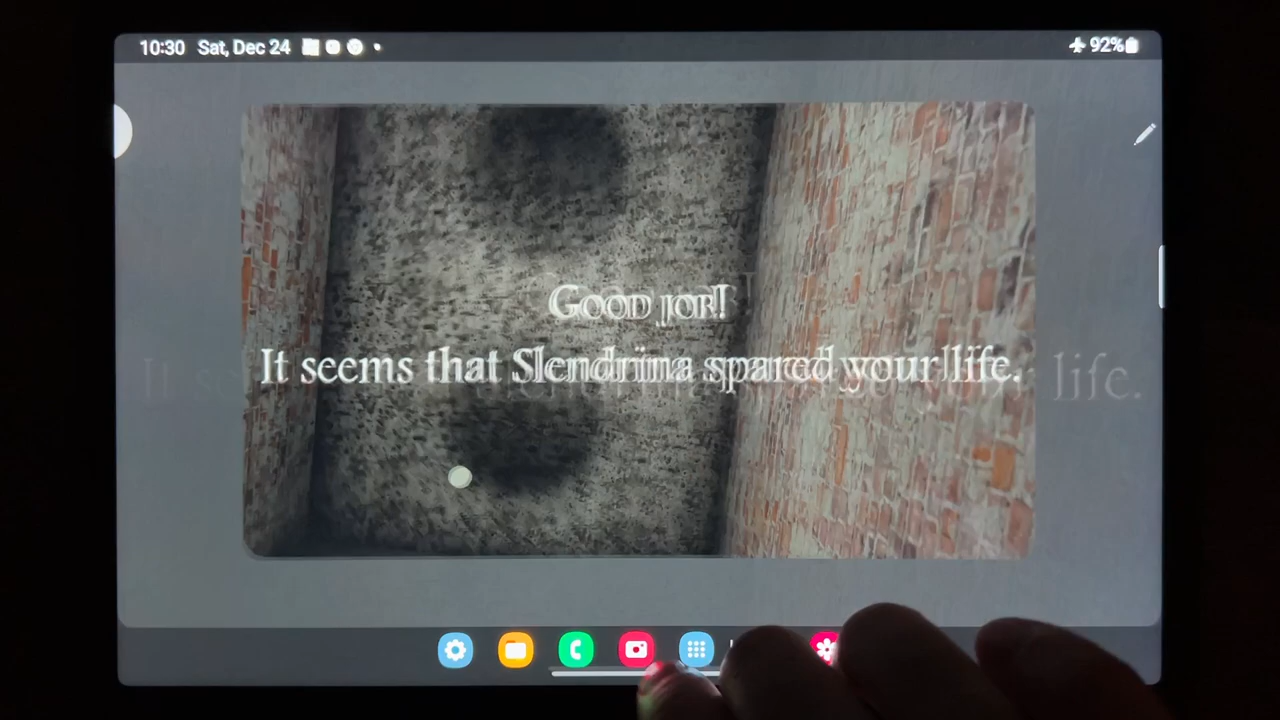 10:30 Sat, Dec 24
92%
Good job!
It seems that Slendrina spared your life.